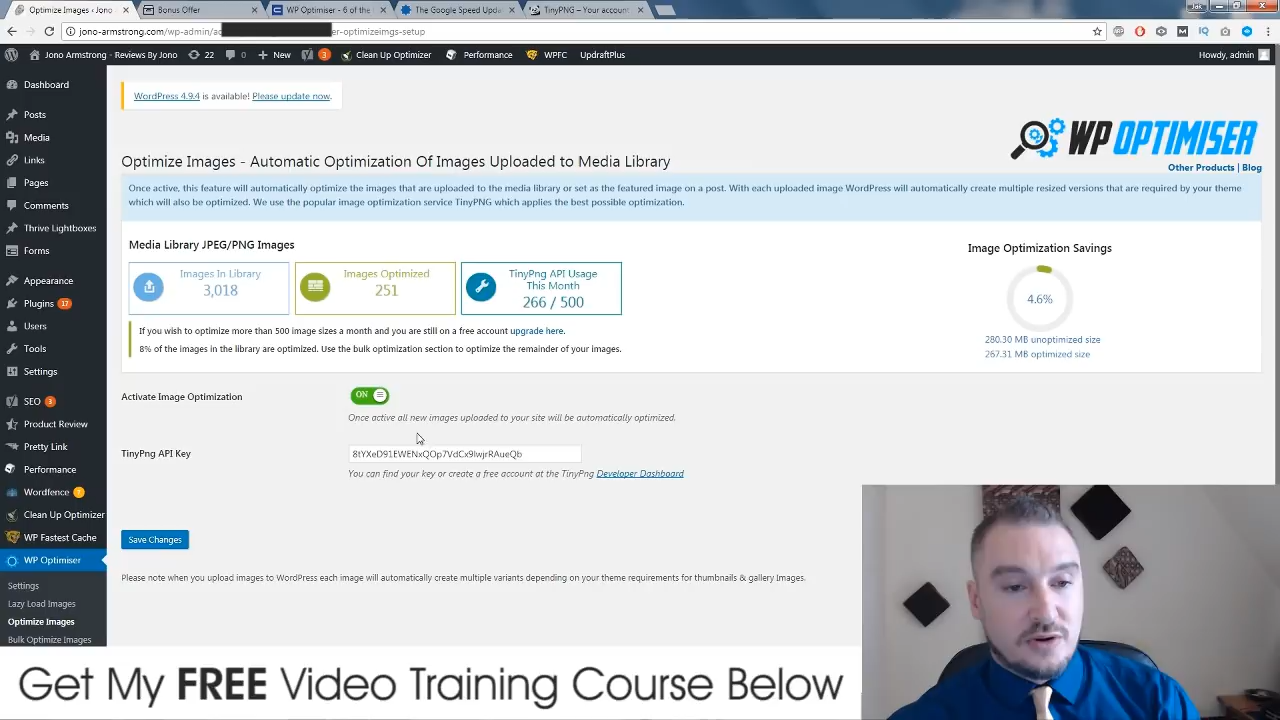 Optimize Images ‹ Jono
Bonus Offer
WP Optimiser - 6 of the
The Google Speed Updat
TinyPNG – Your account
Jak
jono-armstrong.com/wp-admin/ad
er-optimizeimgs-setup
Jono Armstrong - Reviews By Jono
22
0
New
3
Clean Up Optimizer
Performance
WPFC
UpdraftPlus
Howdy, admin
Dashboard
Posts
Media
Links
Pages
Comments
Thrive Lightboxes
Forms
Appearance
Plugins 17
Users
Tools
Settings
SEO 3
Product Review
Pretty Link
Performance
Wordfence 7
Clean Up Optimizer
WP Fastest Cache
WP Optimiser
Settings
Lazy Load Images
Optimize Images
Bulk Optimize Images
WordPress 4.9.4 is available! Please update now.
WP OPTIMISER
Other Products | Blog
Optimize Images - Automatic Optimization Of Images Uploaded to Media Library
Once active, this feature will automatically optimize the images that are uploaded to the media library or set as the featured image on a post. With each uploaded image WordPress will automatically create multiple resized versions that are required by your theme
which will also be optimized. We use the popular image optimization service TinyPNG which applies the best possible optimization.
Media Library JPEG/PNG Images
Images In Library
3,018
Images Optimized
251
TinyPng API Usage
This Month
266 / 500
If you wish to optimize more than 500 image sizes a month and you are still on a free account upgrade here.
8% of the images in the library are optimized. Use the bulk optimization section to optimize the remainder of your images.
Image Optimization Savings
4.6%
280.30 MB unoptimized size
267.31 MB optimized size
Activate Image Optimization
ON
Once active all new images uploaded to your site will be automatically optimized.
TinyPng API Key
You can find your key or create a free account at the TinyPng Developer Dashboard
Save Changes
Please note when you upload images to WordPress each image will automatically create multiple variants depending on your theme requirements for thumbnails & gallery Images.
Get My FREE Video Training Course Below